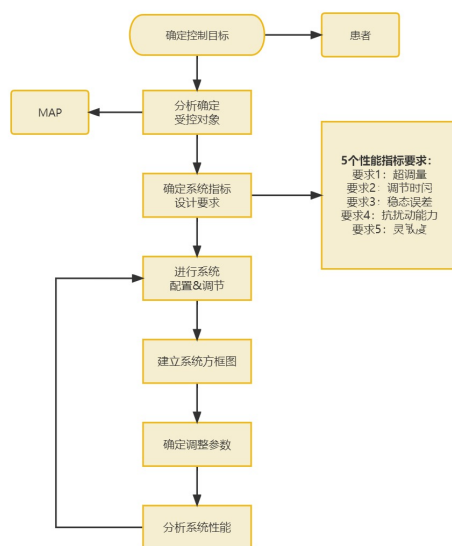 确定控制目标
患者
分析确定
受控对象
MAP
确定系统指标
设计要求
5个性能指标要求：
要求1：超调量
要求2：调节时间
要求3：稳态误差
要求4：抗扰动能力
要求5：灵敏度
进行系统
配置&调节
建立系统方框图
确定调整参数
分析系统性能